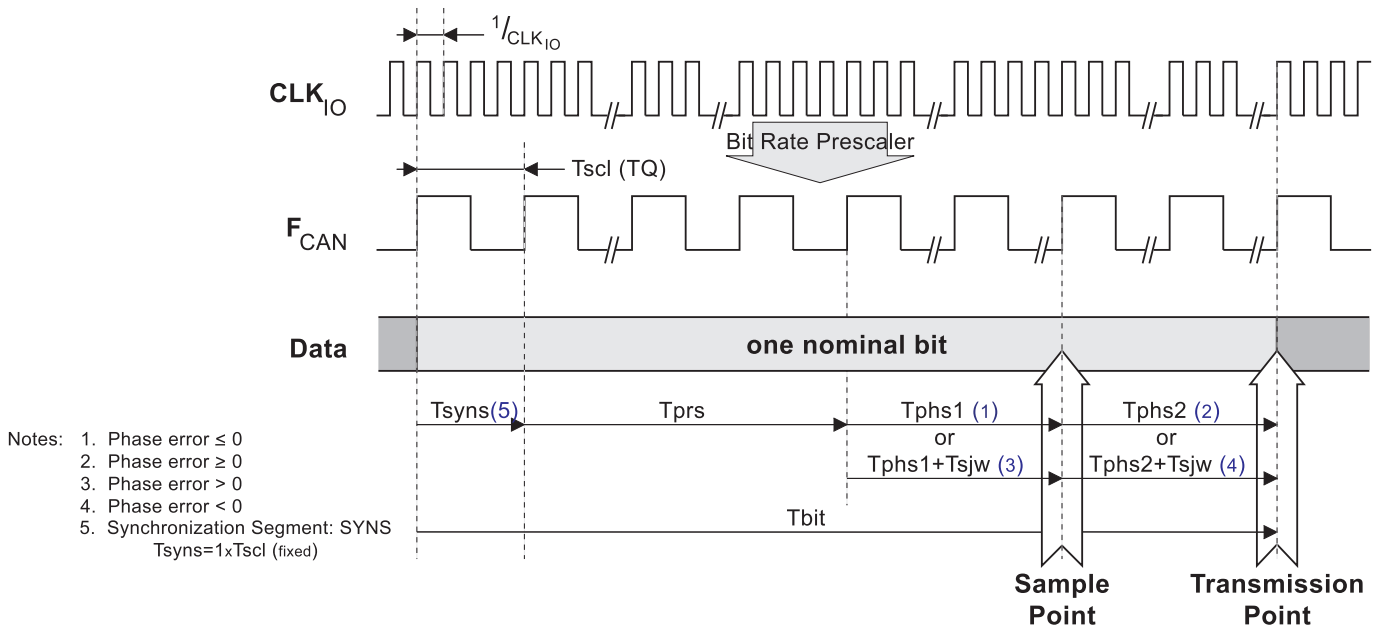 1/CLKIO
CLKIO
Bit Rate Prescaler
Tscl (TQ)
FCAN
Data
one nominal bit
Tsyns(5)
Tprs
Tphs1 (1)
Tphs2 (2)
or
or
Tphs1+Tsjw (3)
Tphs2+Tsjw (4)
Notes: 1. Phase error ≤ 0
2. Phase error ≥ 0
3. Phase error > 0
4. Phase error < 0
5. Synchronization Segment: SYNS
Tsyns=1xTscl (fixed)
Tbit
Sample
Point
Transmission
Point